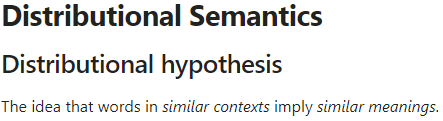 Distributional Semantics
Distributional hypothesis
The idea that words in similar contexts imply similar meanings.